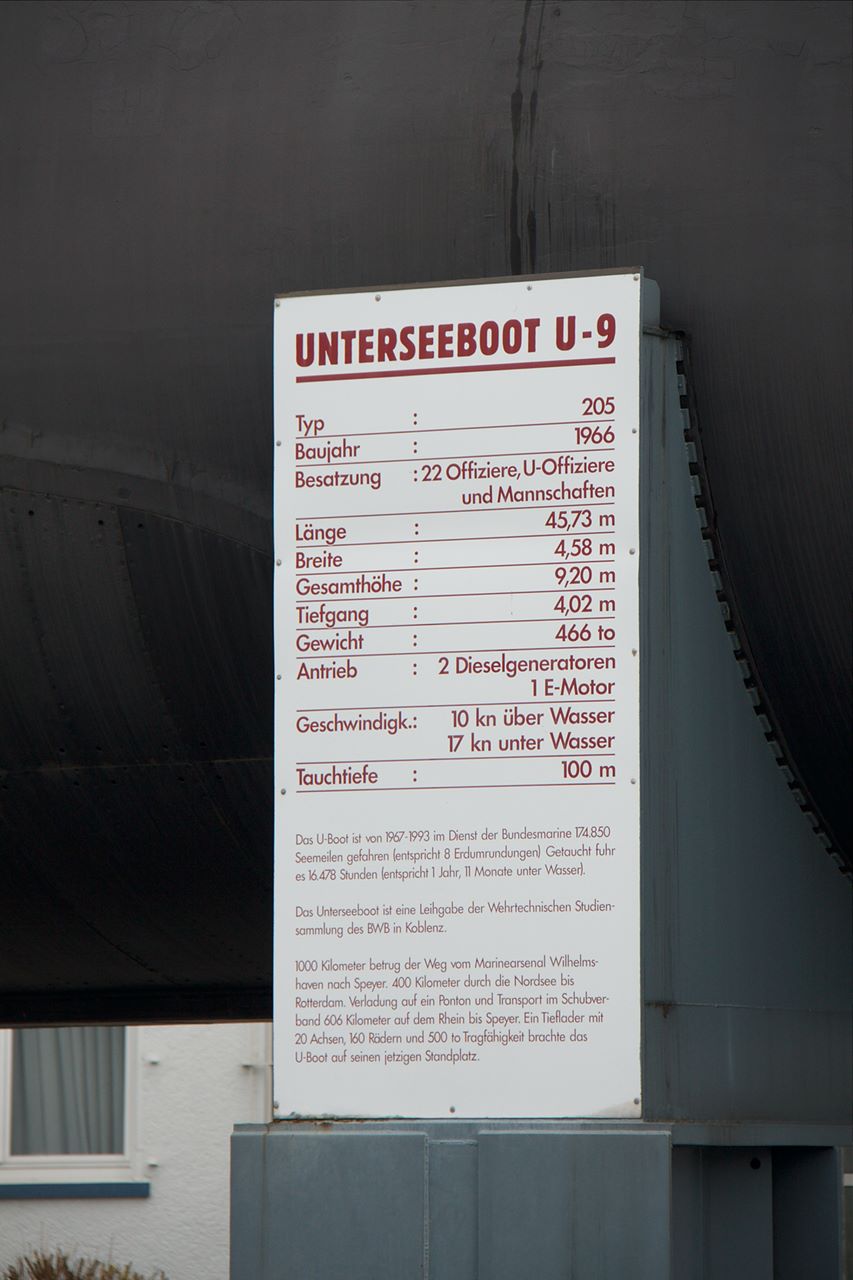 UNTERSEEBOOT U-9
Typ : 205
Baujahr : 1966
Besatzung : 22 Offiziere, U-Offiziere
und Mannschaften
Länge : 45,73 m
Breite : 4,58 m
Gesamthöhe : 9,20 m
Tiefgang : 4,02 m
Gewicht : 466 to
Antrieb : 2 Dieselgeneratoren
1 E-Motor
Geschwindigk.: 10 kn über Wasser
17 kn unter Wasser
Tauchtiefe : 100 m
Das U-Boot ist von 1967-1993 im Dienst der Bundesmarine 174.850
Seemeilen gefahren (entspricht 8 Erdumrundungen) Getaucht fuhr
es 16.478 Stunden (entspricht 1 Jahr, 11 Monate unter Wasser).
Das Unterseeboot ist eine Leihgabe der Wehrtechnischen Studien-
sammlung des BWB in Koblenz.
1000 Kilometer betrug der Weg vom Marinearsenal Wilhelms-
haven nach Speyer. 400 Kilometer durch die Nordsee bis
Rotterdam. Verladung auf ein Ponton und Transport im Schubver-
band 606 Kilometer auf dem Rhein bis Speyer. Ein Tieflader mit
20 Achsen, 160 Rädern und 500 to Tragfähigkeit brachte das
U-Boot auf seinen jetzigen Standplatz.